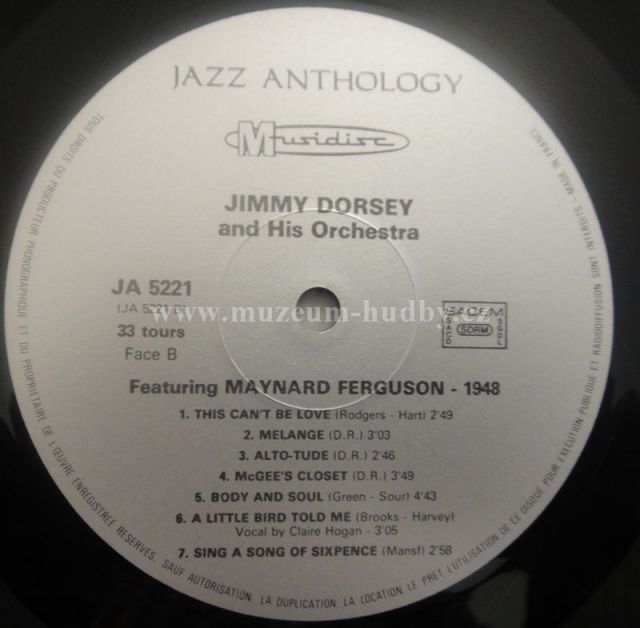 JAZZ ANTHOLOGY
Musidisc
JIMMY DORSEY
and His Orchestra
JA 5221
(JA 5221 B)
33 tours
Face B
SACEM
SACD
SDRM
SGDL
www.muzeum-hudby.cz
Featuring MAYNARD FERGUSON - 1948
1. THIS CAN'T BE LOVE (Rodgers - Hart) 2'49
2. MELANGE (D.R.) 3'03
3. ALTO-TUDE (D.R.) 2'46
4. McGEE'S CLOSET (D.R.) 3'49
5. BODY AND SOUL (Green - Sour) 4'43
6. A LITTLE BIRD TOLD ME (Brooks - Harvey)
Vocal by Claire Hogan - 3'05
7. SING A SONG OF SIXPENCE (Mansf) 2'58
TOUS DROITS DU PRODUCTEUR PHONOGRAPHIQUE ET DU PROPRIETAIRE DE L'ŒUVRE ENREGISTREE RESERVES, SAUF AUTORISATION, LA DUPLICATION, LA LOCATION, LE PRET, L'UTILISATION DE CE DISQUE POUR EXECUTION PUBLIQUE ET RADIODIFFUSION SONT INTERDITS - MADE IN FRANCE